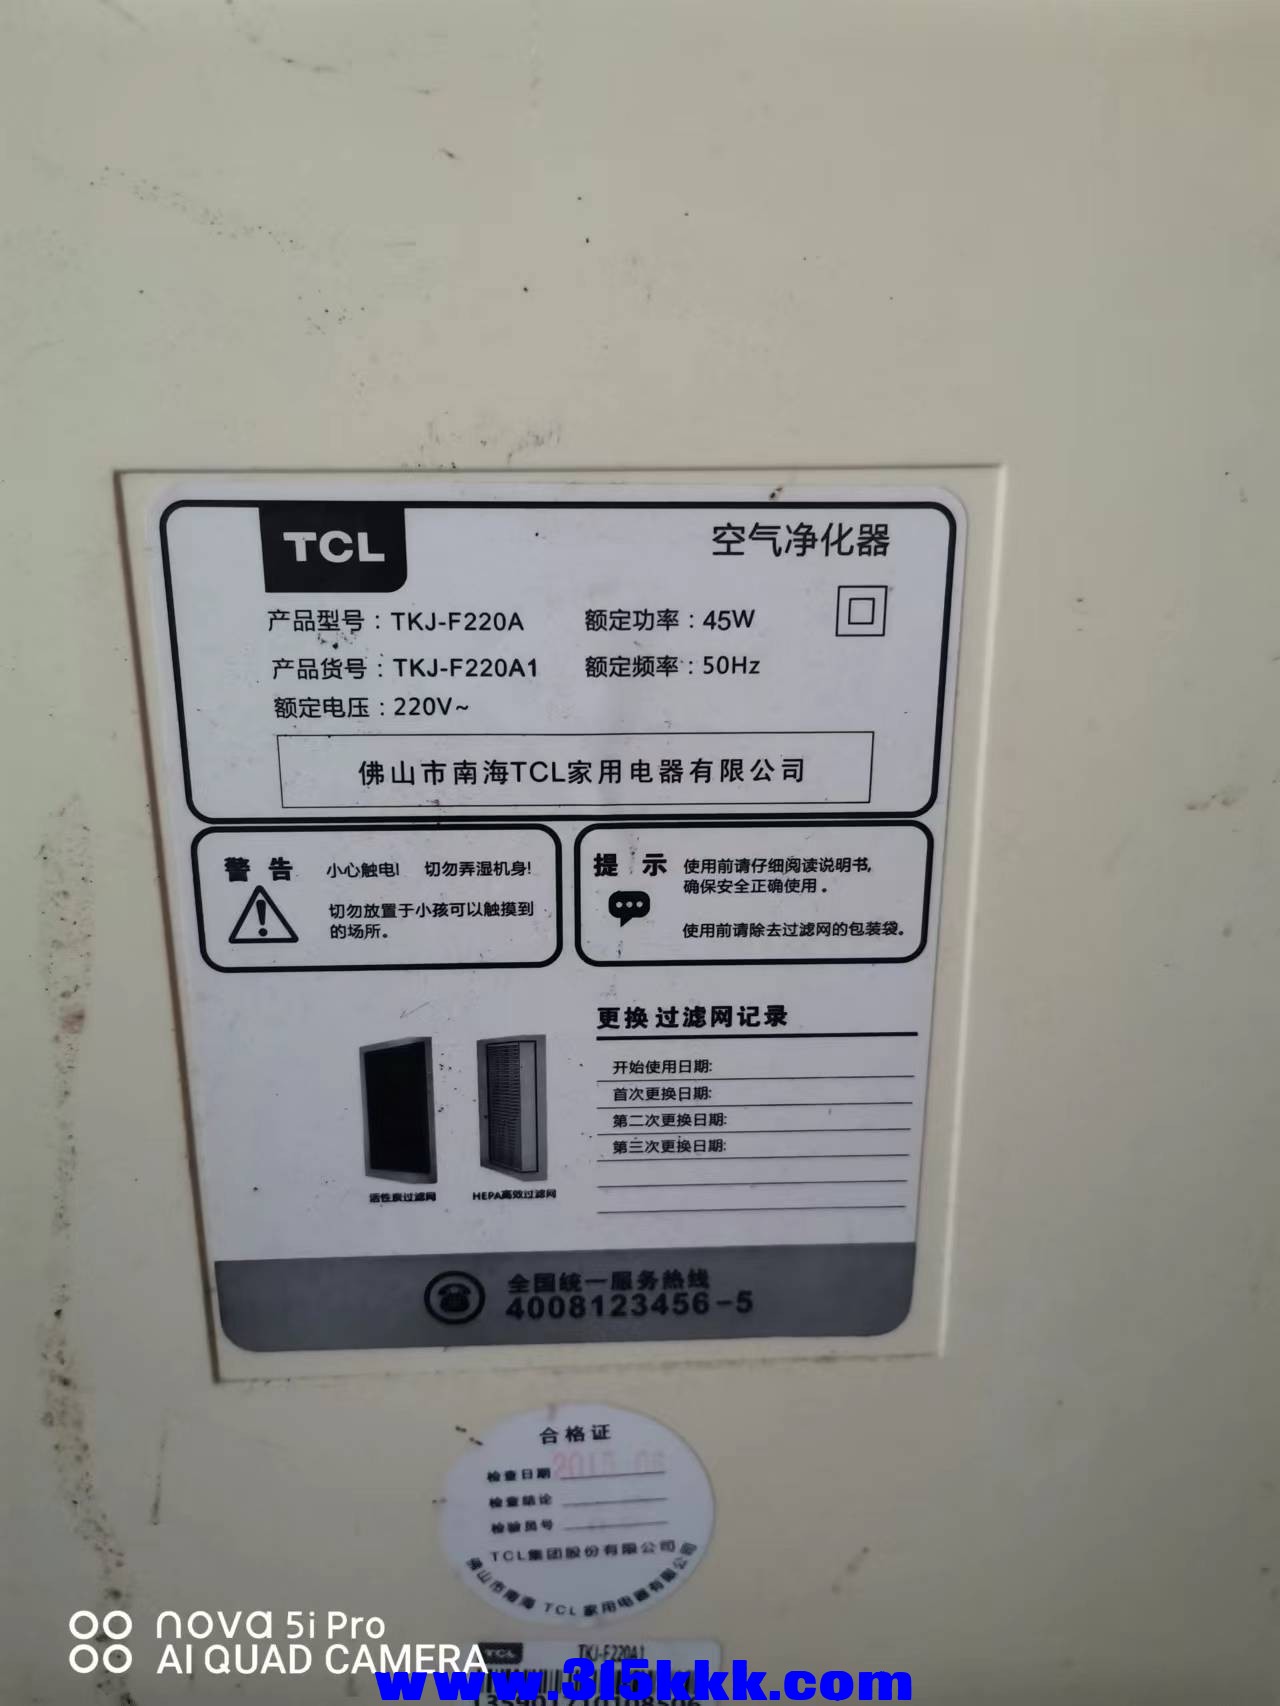 TCL
空气净化器
产品型号：TKJ-F220A 额定功率：45W
产品货号：TKJ-F220A1 额定频率：50Hz
额定电压：220V~
佛山市南海TCL家用电器有限公司
警 告 小心触电! 切勿弄湿机身!
切勿放置于小孩可以触摸到
的场所。
提 示 使用前请仔细阅读说明书,
确保安全正确使用。
使用前请除去过滤网的包装袋。
更换过滤网记录
开始使用日期:
首次更换日期:
第二次更换日期:
第三次更换日期:
活性炭过滤网 HEPA高效过滤网
全国统一服务热线
4008123456-5
合格证
检查日期
检查结论
检验员号
TCL集团股份有限公司
佛山市南海 TCL 家用电器有限公司
nova 5i Pro
AI QUAD CAMERA
TCL TKJ-F220A1
www.315kkk.com